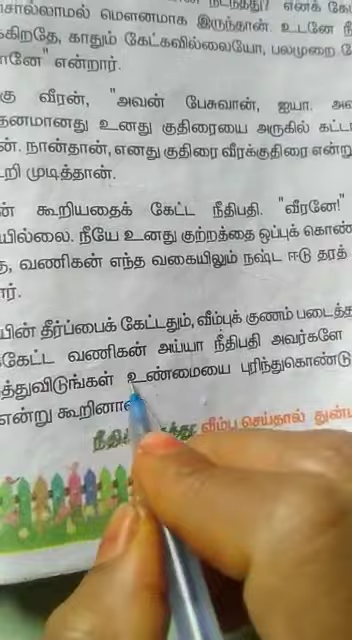 சொல்லாமல் மௌனமாக இருந்தான். உடனே நீ
க்கிறதே, காதும் கேட்கவில்லையோ, பலமுறை கே
ானே" என்றார்.
கு வீரன், "அவன் பேசுவான், ஐயா. அவ
தனமானது உனது குதிரையை அருகில் கட்டா
ன். நான்தான், எனது குதிரை வீரக்குதிரை என்று
றி முடித்தான்.
ன் கூறியதைக் கேட்ட நீதிபதி. "வீரனே!"
யில்லை. நீயே உனது குற்றத்தை ஒப்புக் கொண்
து, வணிகன் எந்த வகையிலும் நஷ்ட ஈடு தரத்
ார்.
யின் தீர்ப்பைக் கேட்டதும், வீம்புக் குணம் படைத்த
கேட்ட வணிகன் அய்யா நீதிபதி அவர்களே
த்துவிடுங்கள் உண்மையை புரிந்துகொண்டு
என்று கூறினா
வீம்பு செய்தால் துன்ப